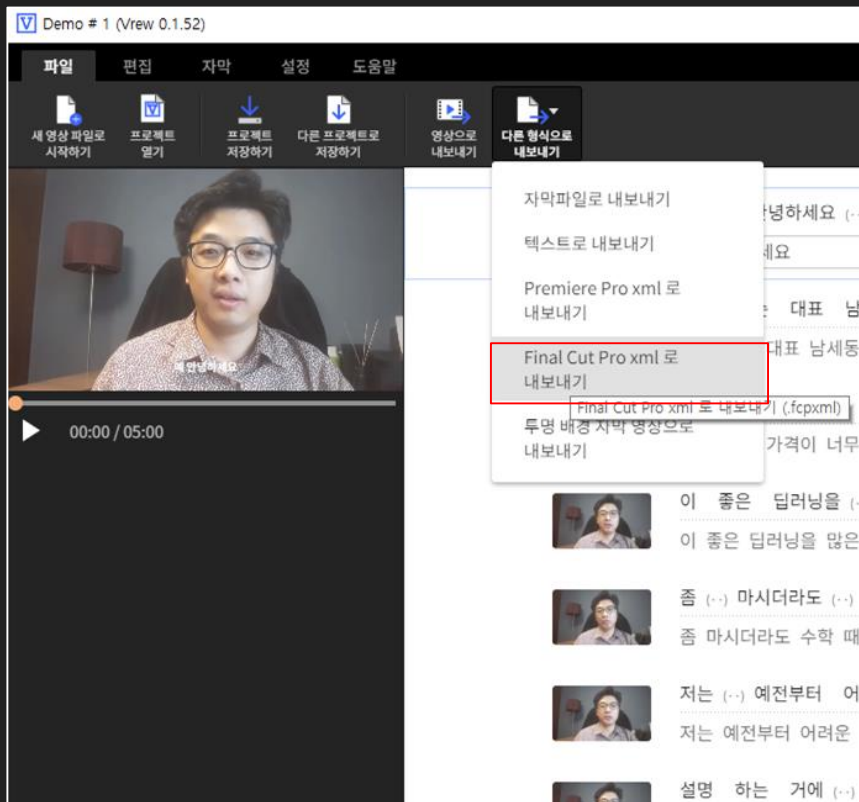 Demo # 1 (Vrew 0.1.52)
파일 편집 자막 설정 도움말
새 영상 파일로 시작하기
프로젝트 열기
프로젝트 저장하기
다른 프로젝트로 저장하기
영상으로 내보내기
다른 형식으로 내보내기
자막파일로 내보내기
텍스트로 내보내기
Premiere Pro xml 로
내보내기
Final Cut Pro xml 로
내보내기
Final Cut Pro xml 로 내보내기 (.fcpxml)
투명 배경 자막 영상으로
내보내기
예 안녕하세요
00:00 / 05:00
녕하세요 (··
세요
대표 남
대표 남세동
가격이 너무
이 좋은 딥러닝을 (·
이 좋은 딥러닝을 많은
좀 (··) 마시더라도 (··)
좀 마시더라도 수학 때
저는 (··) 예전부터 어
저는 예전부터 어려운
설명 하는 거에 (··)